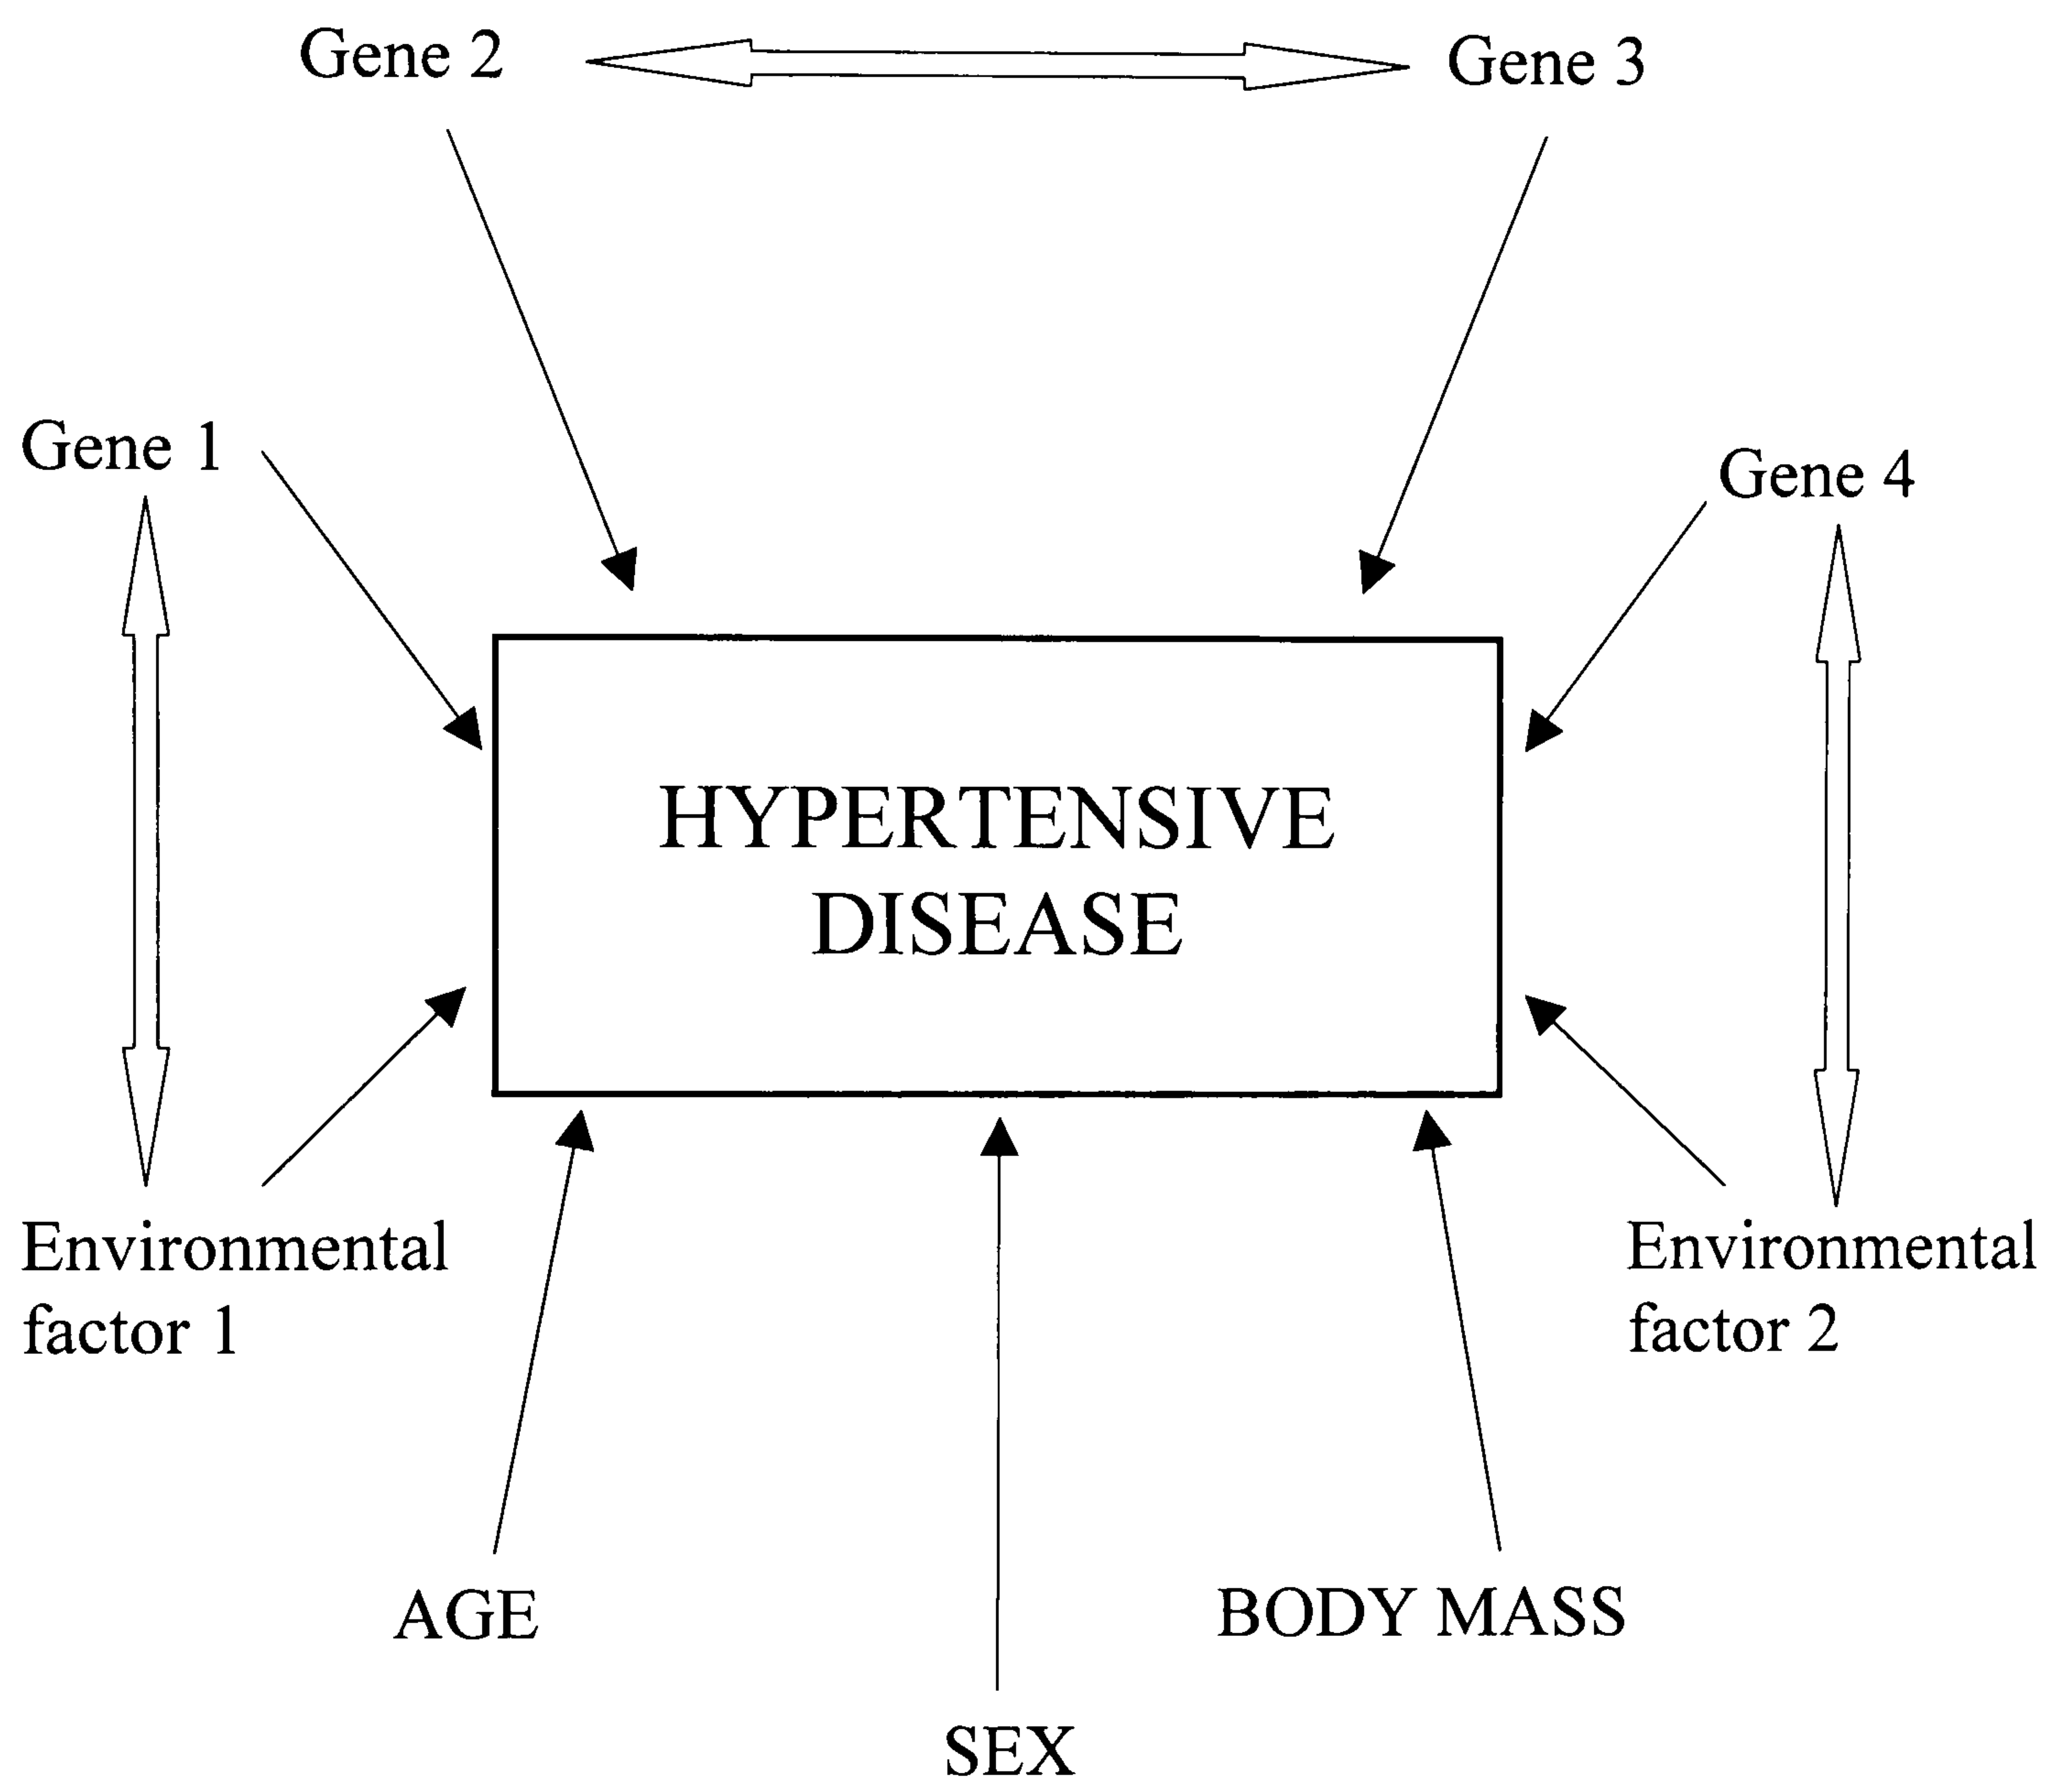 Gene 2
Gene 3
Gene 1
Gene 4
HYPERTENSIVE
DISEASE
Environmental
factor 1
Environmental
factor 2
AGE
BODY MASS
SEX